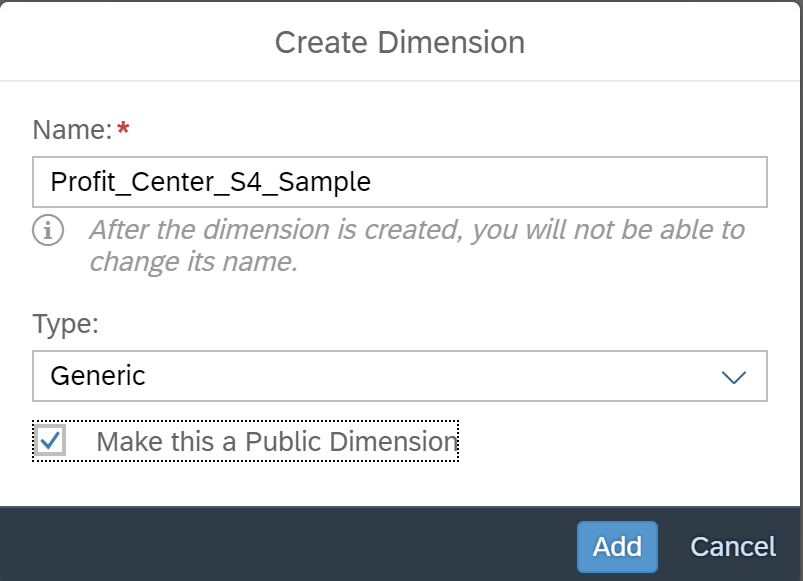 Create Dimension
Name:*
Profit_Center_S4_Sample
After the dimension is created, you will not be able to
change its name.
Type:
Generic
Make this a Public Dimension
Add Cancel